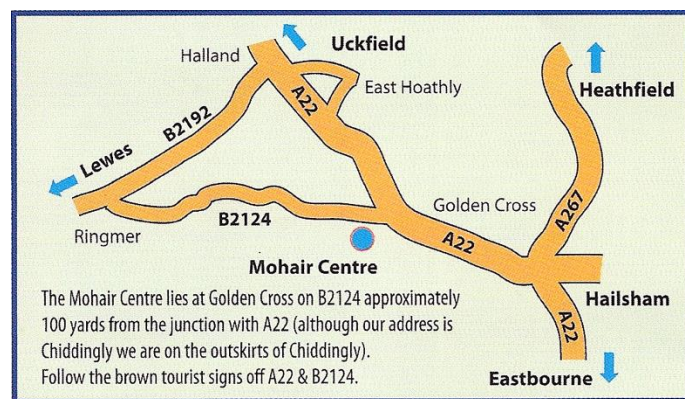 Uckfield
Halland
East Hoathly
A22
Heathfield
B2192
Lewes
Golden Cross
A267
B2124
Ringmer
A22
Mohair Centre
Hailsham
A22
Eastbourne
The Mohair Centre lies at Golden Cross on B2124 approximately
100 yards from the junction with A22 (although our address is
Chiddingly we are on the outskirts of Chiddingly).
Follow the brown tourist signs off A22 & B2124.